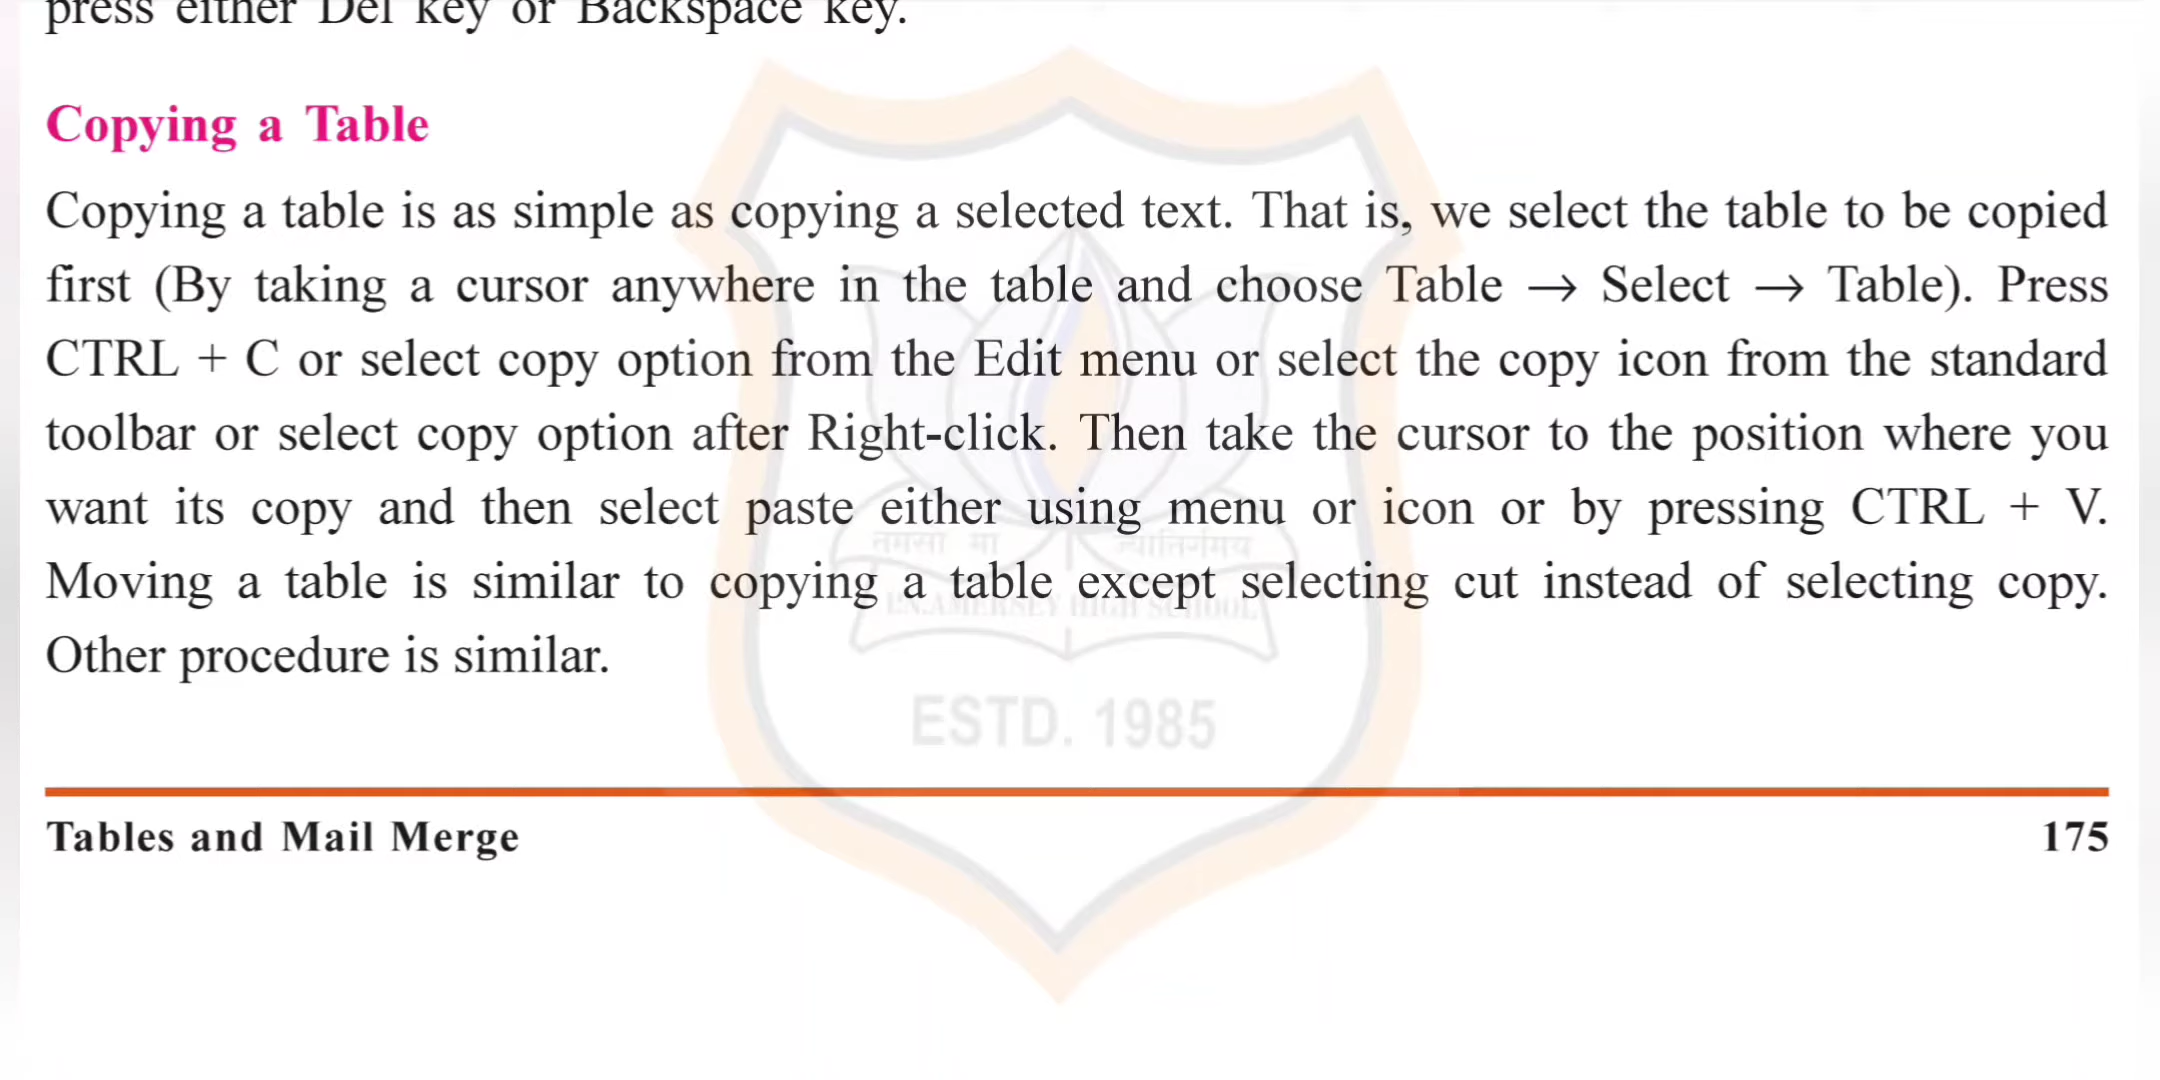 press either Del key or Backspace key.
Copying a Table
Copying a table is as simple as copying a selected text. That is, we select the table to be copied
first (By taking a cursor anywhere in the table and choose Table → Select → Table). Press
CTRL + C or select copy option from the Edit menu or select the copy icon from the standard
toolbar or select copy option after Right-click. Then take the cursor to the position where you
want its copy and then select paste either using menu or icon or by pressing CTRL + V.
तमसो मा ज्योतिर्गमय
Moving a table is similar to copying a table except selecting cut instead of selecting copy.
HIGH SCHOOL
Other procedure is similar.
ESTD. 1985
Tables and Mail Merge
175